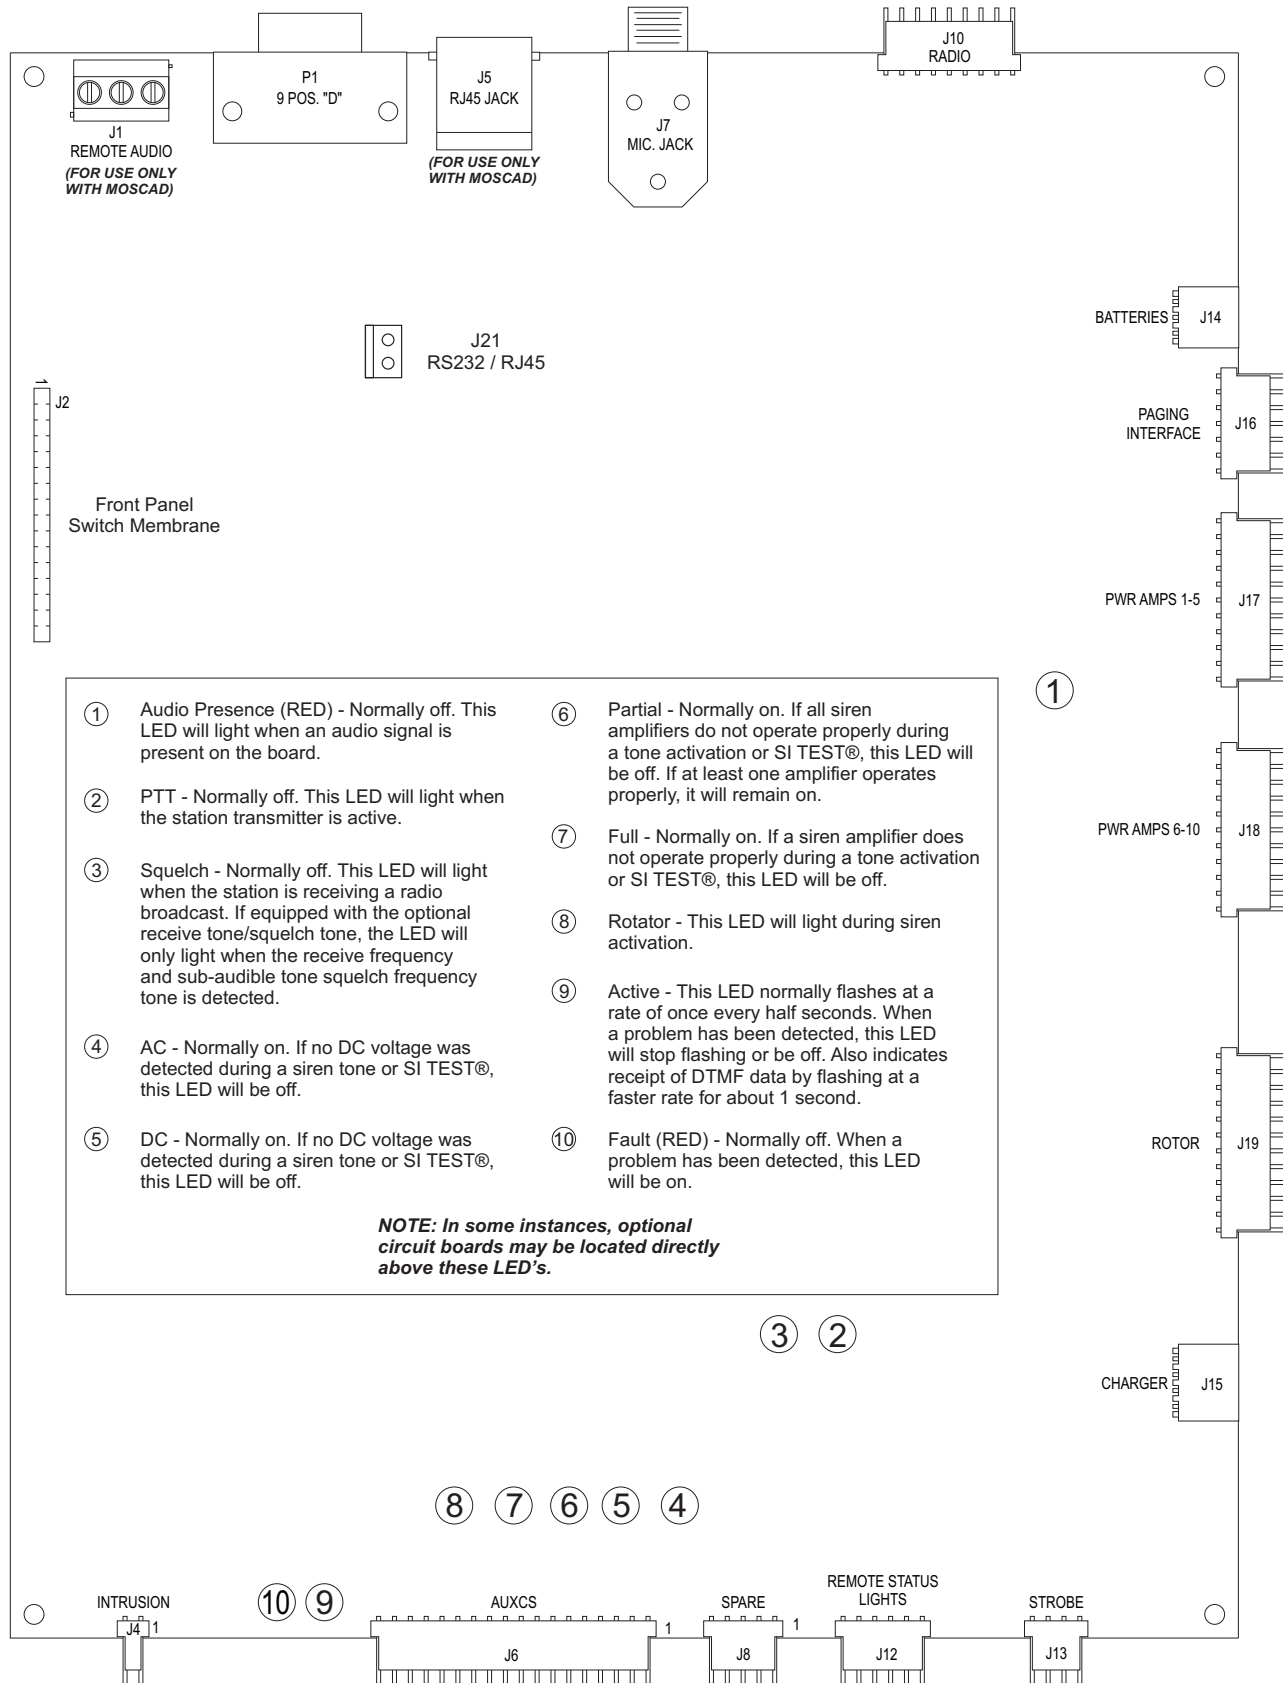 J10
RADIO
P1
9 POS. "D"
J5
RJ45 JACK
(FOR USE ONLY
WITH MOSCAD)
J7
MIC. JACK
J1
REMOTE AUDIO
(FOR USE ONLY
WITH MOSCAD)
BATTERIES
J14
J21
RS232 / RJ45
1
J2
PAGING
INTERFACE
J16
Front Panel
Switch Membrane
PWR AMPS 1-5
J17
1
1 Audio Presence (RED) - Normally off. This
LED will light when an audio signal is
present on the board.
2 PTT - Normally off. This LED will light when
the station transmitter is active.
3 Squelch - Normally off. This LED will light
when the station is receiving a radio
broadcast. If equipped with the optional
receive tone/squelch tone, the LED will
only light when the receive frequency
and sub-audible tone squelch frequency
tone is detected.
4 AC - Normally on. If no DC voltage was
detected during a siren tone or SI TEST®,
this LED will be off.
5 DC - Normally on. If no DC voltage was
detected during a siren tone or SI TEST®,
this LED will be off.
6 Partial - Normally on. If all siren
amplifiers do not operate properly during
a tone activation or SI TEST®, this LED will
be off. If at least one amplifier operates
properly, it will remain on.
7 Full - Normally on. If a siren amplifier does
not operate properly during a tone activation
or SI TEST®, this LED will be off.
8 Rotator - This LED will light during siren
activation.
9 Active - This LED normally flashes at a
rate of once every half seconds. When
a problem has been detected, this LED
will stop flashing or be off. Also indicates
receipt of DTMF data by flashing at a
faster rate for about 1 second.
10 Fault (RED) - Normally off. When a
problem has been detected, this LED
will be on.
NOTE: In some instances, optional
circuit boards may be located directly
above these LED's.
PWR AMPS 6-10
J18
ROTOR
J19
3 2
CHARGER
J15
8 7 6 5 4
10 9
INTRUSION
J4
1
AUXCS
J6
1
SPARE
J8
1
REMOTE STATUS
LIGHTS
J12
STROBE
J13